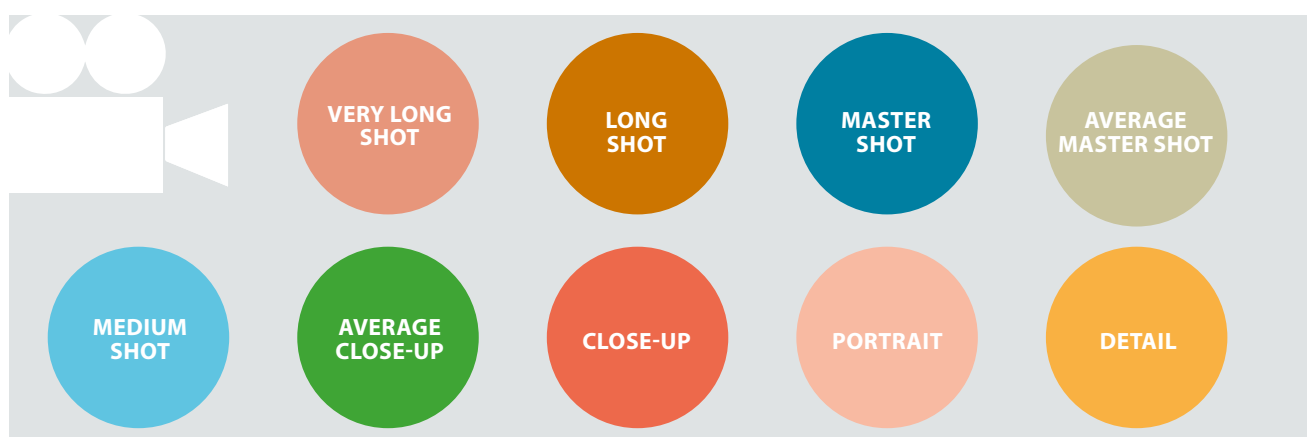 VERY LONG
SHOT
LONG
SHOT
MASTER
SHOT
AVERAGE
MASTER SHOT
MEDIUM
SHOT
AVERAGE
CLOSE-UP
CLOSE-UP
PORTRAIT
DETAIL